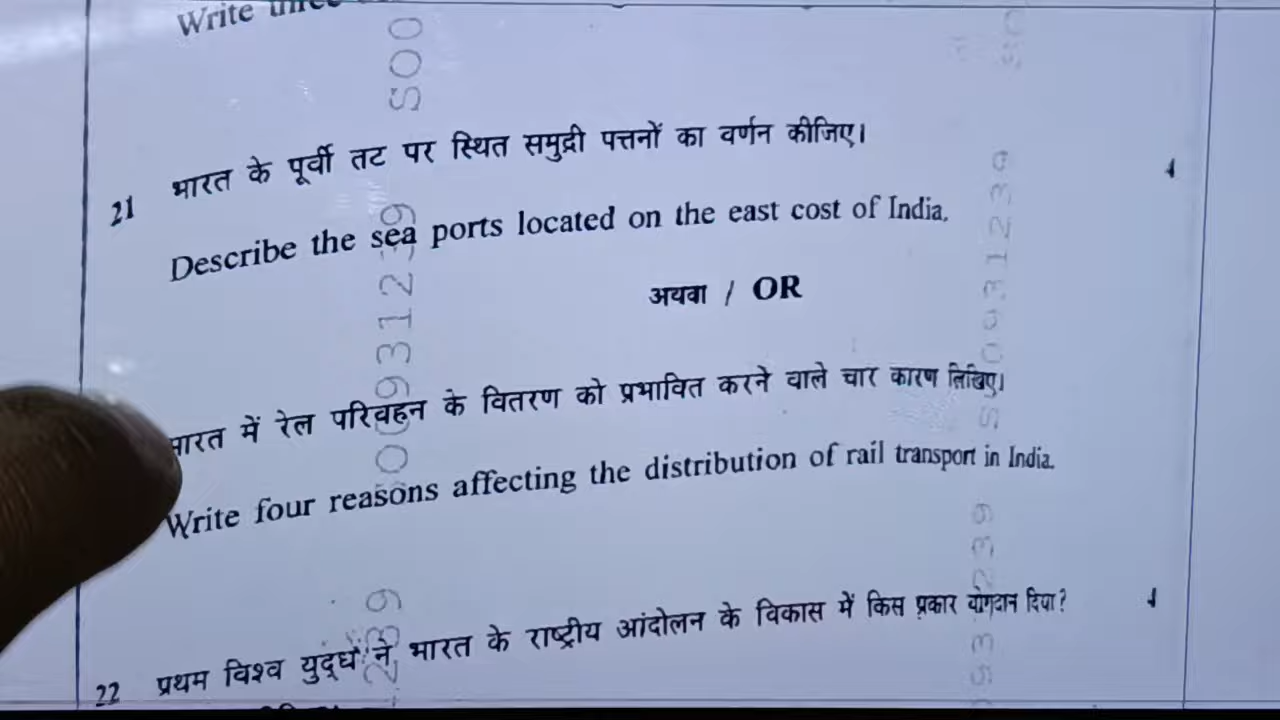 Write three
21 भारत के पूर्वी तट पर स्थित समुद्री पत्तनों का वर्णन कीजिए। 4
Describe the sea ports located on the east cost of India.
अथवा / OR
भारत में रेल परिवहन के वितरण को प्रभावित करने वाले चार कारण लिखिए।
Write four reasons affecting the distribution of rail transport in India.
22 प्रथम विश्व युद्ध ने भारत के राष्ट्रीय आंदोलन के विकास में किस प्रकार योगदान दिया? 4